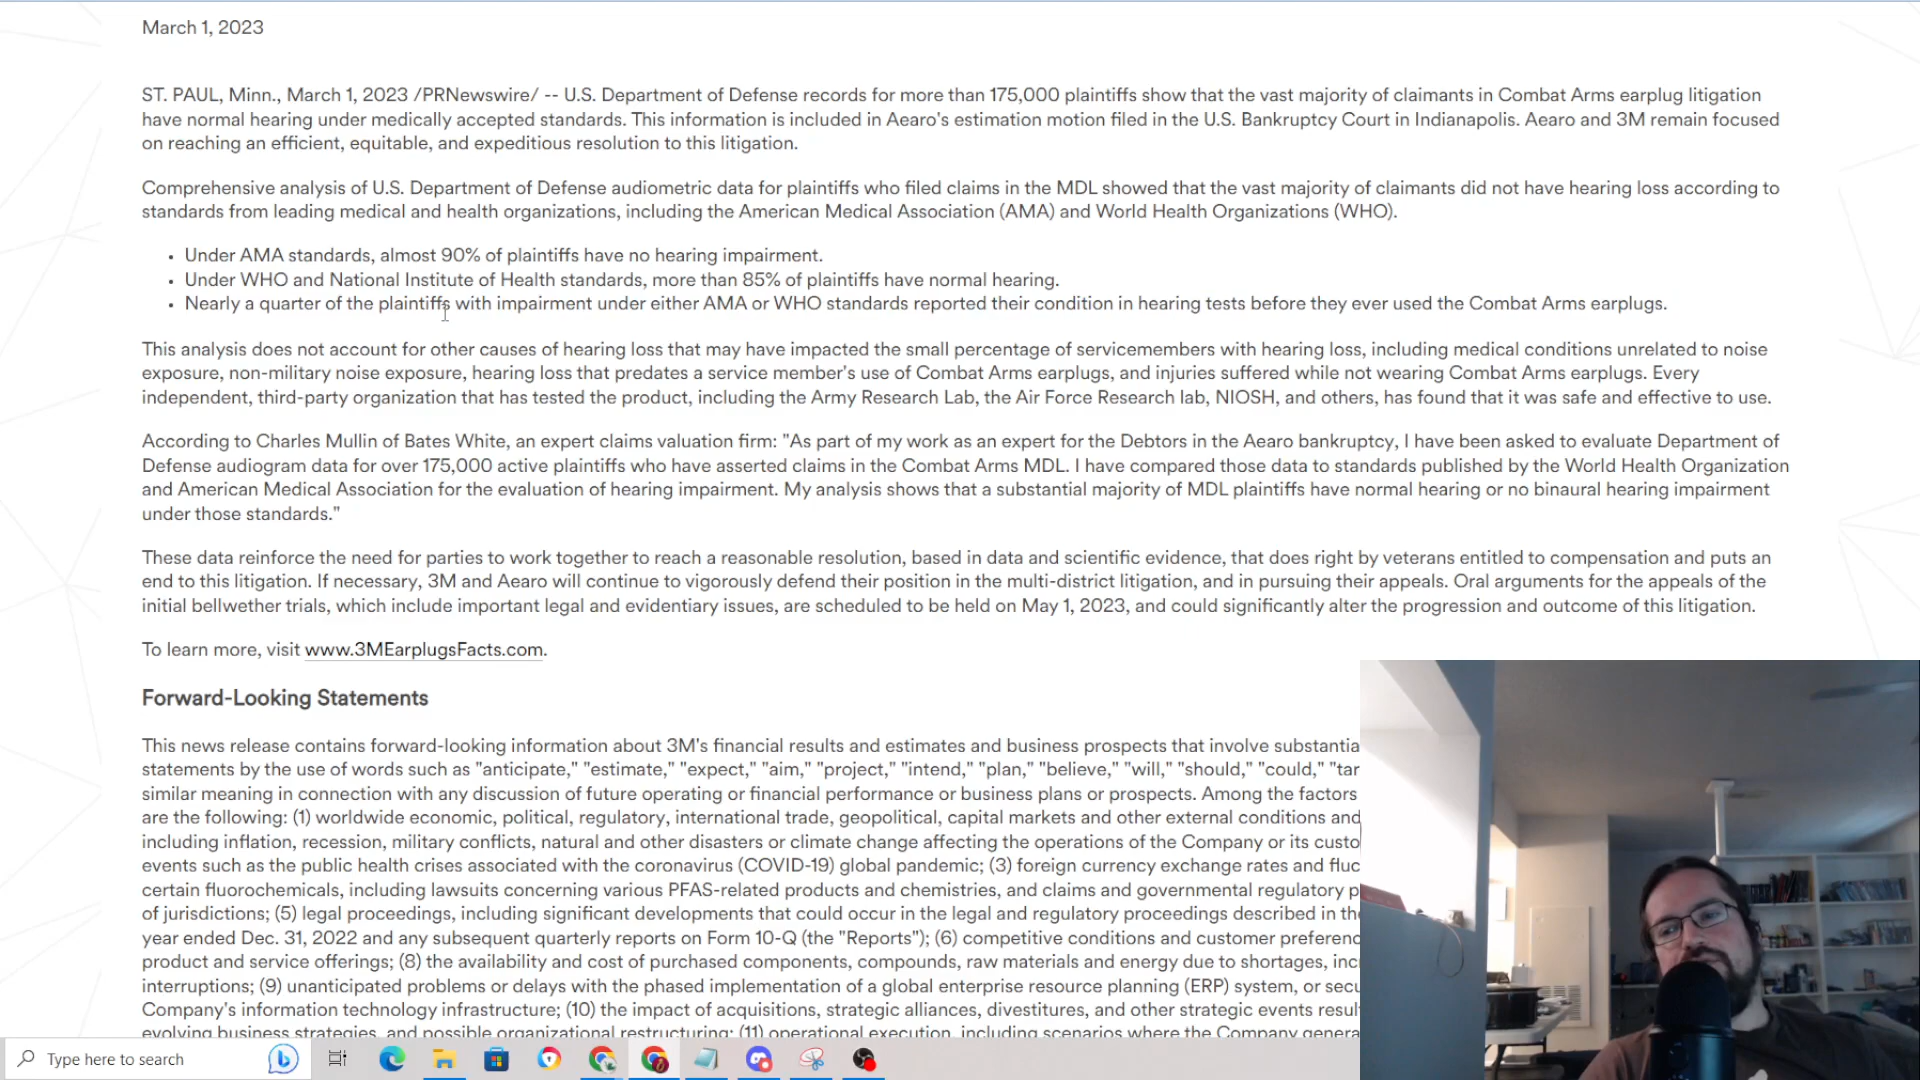 March 1, 2023
ST. PAUL, Minn., March 1, 2023 /PRNewswire/ -- U.S. Department of Defense records for more than 175,000 plaintiffs show that the vast majority of claimants in Combat Arms earplug litigation
have normal hearing under medically accepted standards. This information is included in Aearo's estimation motion filed in the U.S. Bankruptcy Court in Indianapolis. Aearo and 3M remain focused
on reaching an efficient, equitable, and expeditious resolution to this litigation.
Comprehensive analysis of U.S. Department of Defense audiometric data for plaintiffs who filed claims in the MDL showed that the vast majority of claimants did not have hearing loss according to
standards from leading medical and health organizations, including the American Medical Association (AMA) and World Health Organizations (WHO).
• Under AMA standards, almost 90% of plaintiffs have no hearing impairment.
• Under WHO and National Institute of Health standards, more than 85% of plaintiffs have normal hearing.
• Nearly a quarter of the plaintiffs with impairment under either AMA or WHO standards reported their condition in hearing tests before they ever used the Combat Arms earplugs.
This analysis does not account for other causes of hearing loss that may have impacted the small percentage of servicemembers with hearing loss, including medical conditions unrelated to noise
exposure, non-military noise exposure, hearing loss that predates a service member's use of Combat Arms earplugs, and injuries suffered while not wearing Combat Arms earplugs. Every
independent, third-party organization that has tested the product, including the Army Research Lab, the Air Force Research lab, NIOSH, and others, has found that it was safe and effective to use.
According to Charles Mullin of Bates White, an expert claims valuation firm: "As part of my work as an expert for the Debtors in the Aearo bankruptcy, I have been asked to evaluate Department of
Defense audiogram data for over 175,000 active plaintiffs who have asserted claims in the Combat Arms MDL. I have compared those data to standards published by the World Health Organization
and American Medical Association for the evaluation of hearing impairment. My analysis shows that a substantial majority of MDL plaintiffs have normal hearing or no binaural hearing impairment
under those standards."
These data reinforce the need for parties to work together to reach a reasonable resolution, based in data and scientific evidence, that does right by veterans entitled to compensation and puts an
end to this litigation. If necessary, 3M and Aearo will continue to vigorously defend their position in the multi-district litigation, and in pursuing their appeals. Oral arguments for the appeals of the
initial bellwether trials, which include important legal and evidentiary issues, are scheduled to be held on May 1, 2023, and could significantly alter the progression and outcome of this litigation.
To learn more, visit www.3MEarplugsFacts.com.
Forward-Looking Statements
This news release contains forward-looking information about 3M's financial results and estimates and business prospects that involve substantia
statements by the use of words such as "anticipate," "estimate," "expect," "aim," "project," "intend," "plan," "believe," "will," "should," "could," "tar
similar meaning in connection with any discussion of future operating or financial performance or business plans or prospects. Among the factors
are the following: (1) worldwide economic, political, regulatory, international trade, geopolitical, capital markets and other external conditions and
including inflation, recession, military conflicts, natural and other disasters or climate change affecting the operations of the Company or its custo
events such as the public health crises associated with the coronavirus (COVID-19) global pandemic; (3) foreign currency exchange rates and fluc
certain fluorochemicals, including lawsuits concerning various PFAS-related products and chemistries, and claims and governmental regulatory p
of jurisdictions; (5) legal proceedings, including significant developments that could occur in the legal and regulatory proceedings described in the
year ended Dec. 31, 2022 and any subsequent quarterly reports on Form 10-Q (the "Reports"); (6) competitive conditions and customer preferenc
product and service offerings; (8) the availability and cost of purchased components, compounds, raw materials and energy due to shortages, inc
interruptions; (9) unanticipated problems or delays with the phased implementation of a global enterprise resource planning (ERP) system, or secu
Company's information technology infrastructure; (10) the impact of acquisitions, strategic alliances, divestitures, and other strategic events resul
evolving business strategies, and possible organizational restructuring; (11) operational execution, including scenarios where the Company genera
Type here to search